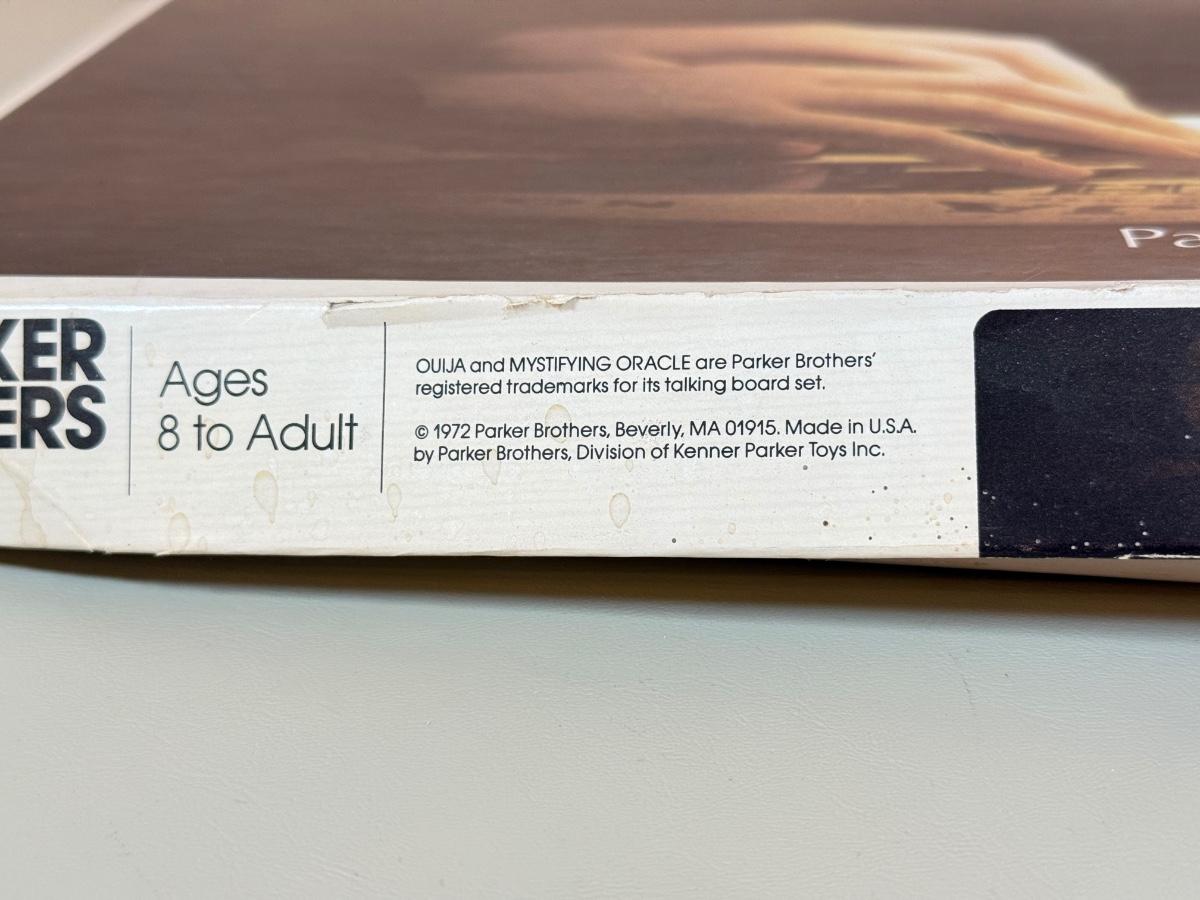 Pa
KER
ERS
Ages
8 to Adult
OUIJA and MYSTIFYING ORACLE are Parker Brothers'
registered trademarks for its talking board set.
© 1972 Parker Brothers, Beverly, MA 01915. Made in U.S.A.
by Parker Brothers, Division of Kenner Parker Toys Inc.